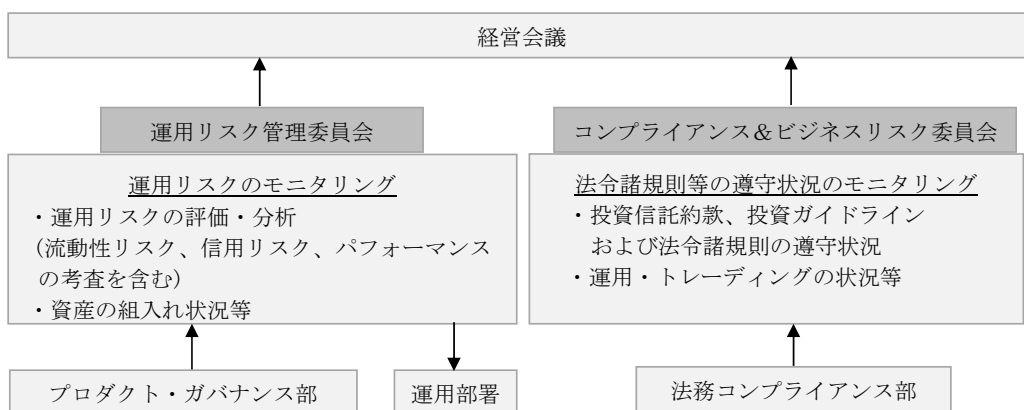 経営会議
運用リスク管理委員会
運用リスクのモニタリング
・運用リスクの評価・分析
(流動性リスク、信用リスク、パフォーマンス
の考査を含む)
・資産の組入れ状況等
プロダクト・ガバナンス部
運用部署
コンプライアンス＆ビジネスリスク委員会
法令諸規則等の遵守状況のモニタリング
・投資信託約款、投資ガイドライン
および法令諸規則の遵守状況
・運用・トレーディングの状況等
法務コンプライアンス部